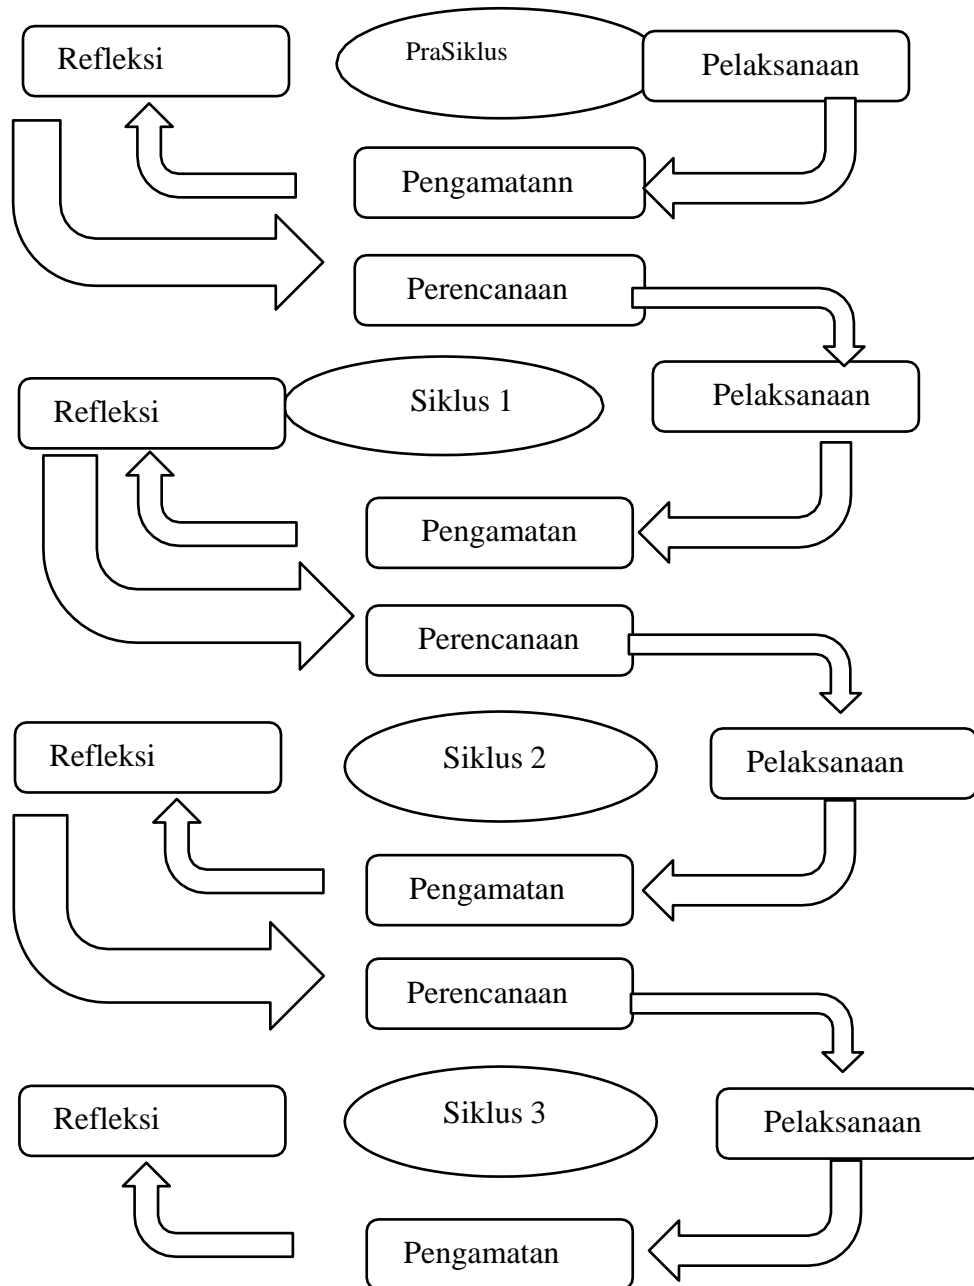 Refleksi
PraSiklus
Pelaksanaan
Pengamatann
Perencanaan
Refleksi
Siklus 1
Pelaksanaan
Pengamatan
Perencanaan
Refleksi
Siklus 2
Pelaksanaan
Pengamatan
Perencanaan
Refleksi
Siklus 3
Pelaksanaan
Pengamatan